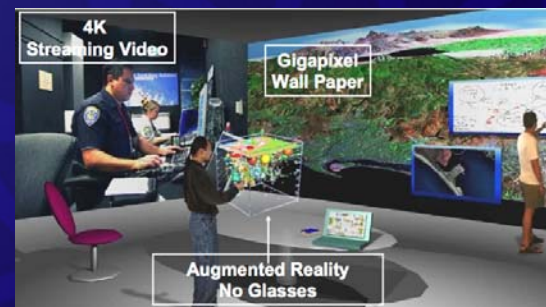 4K
Streaming Video
Gigapixel
Wall Paper
Augmented Reality
No Glasses